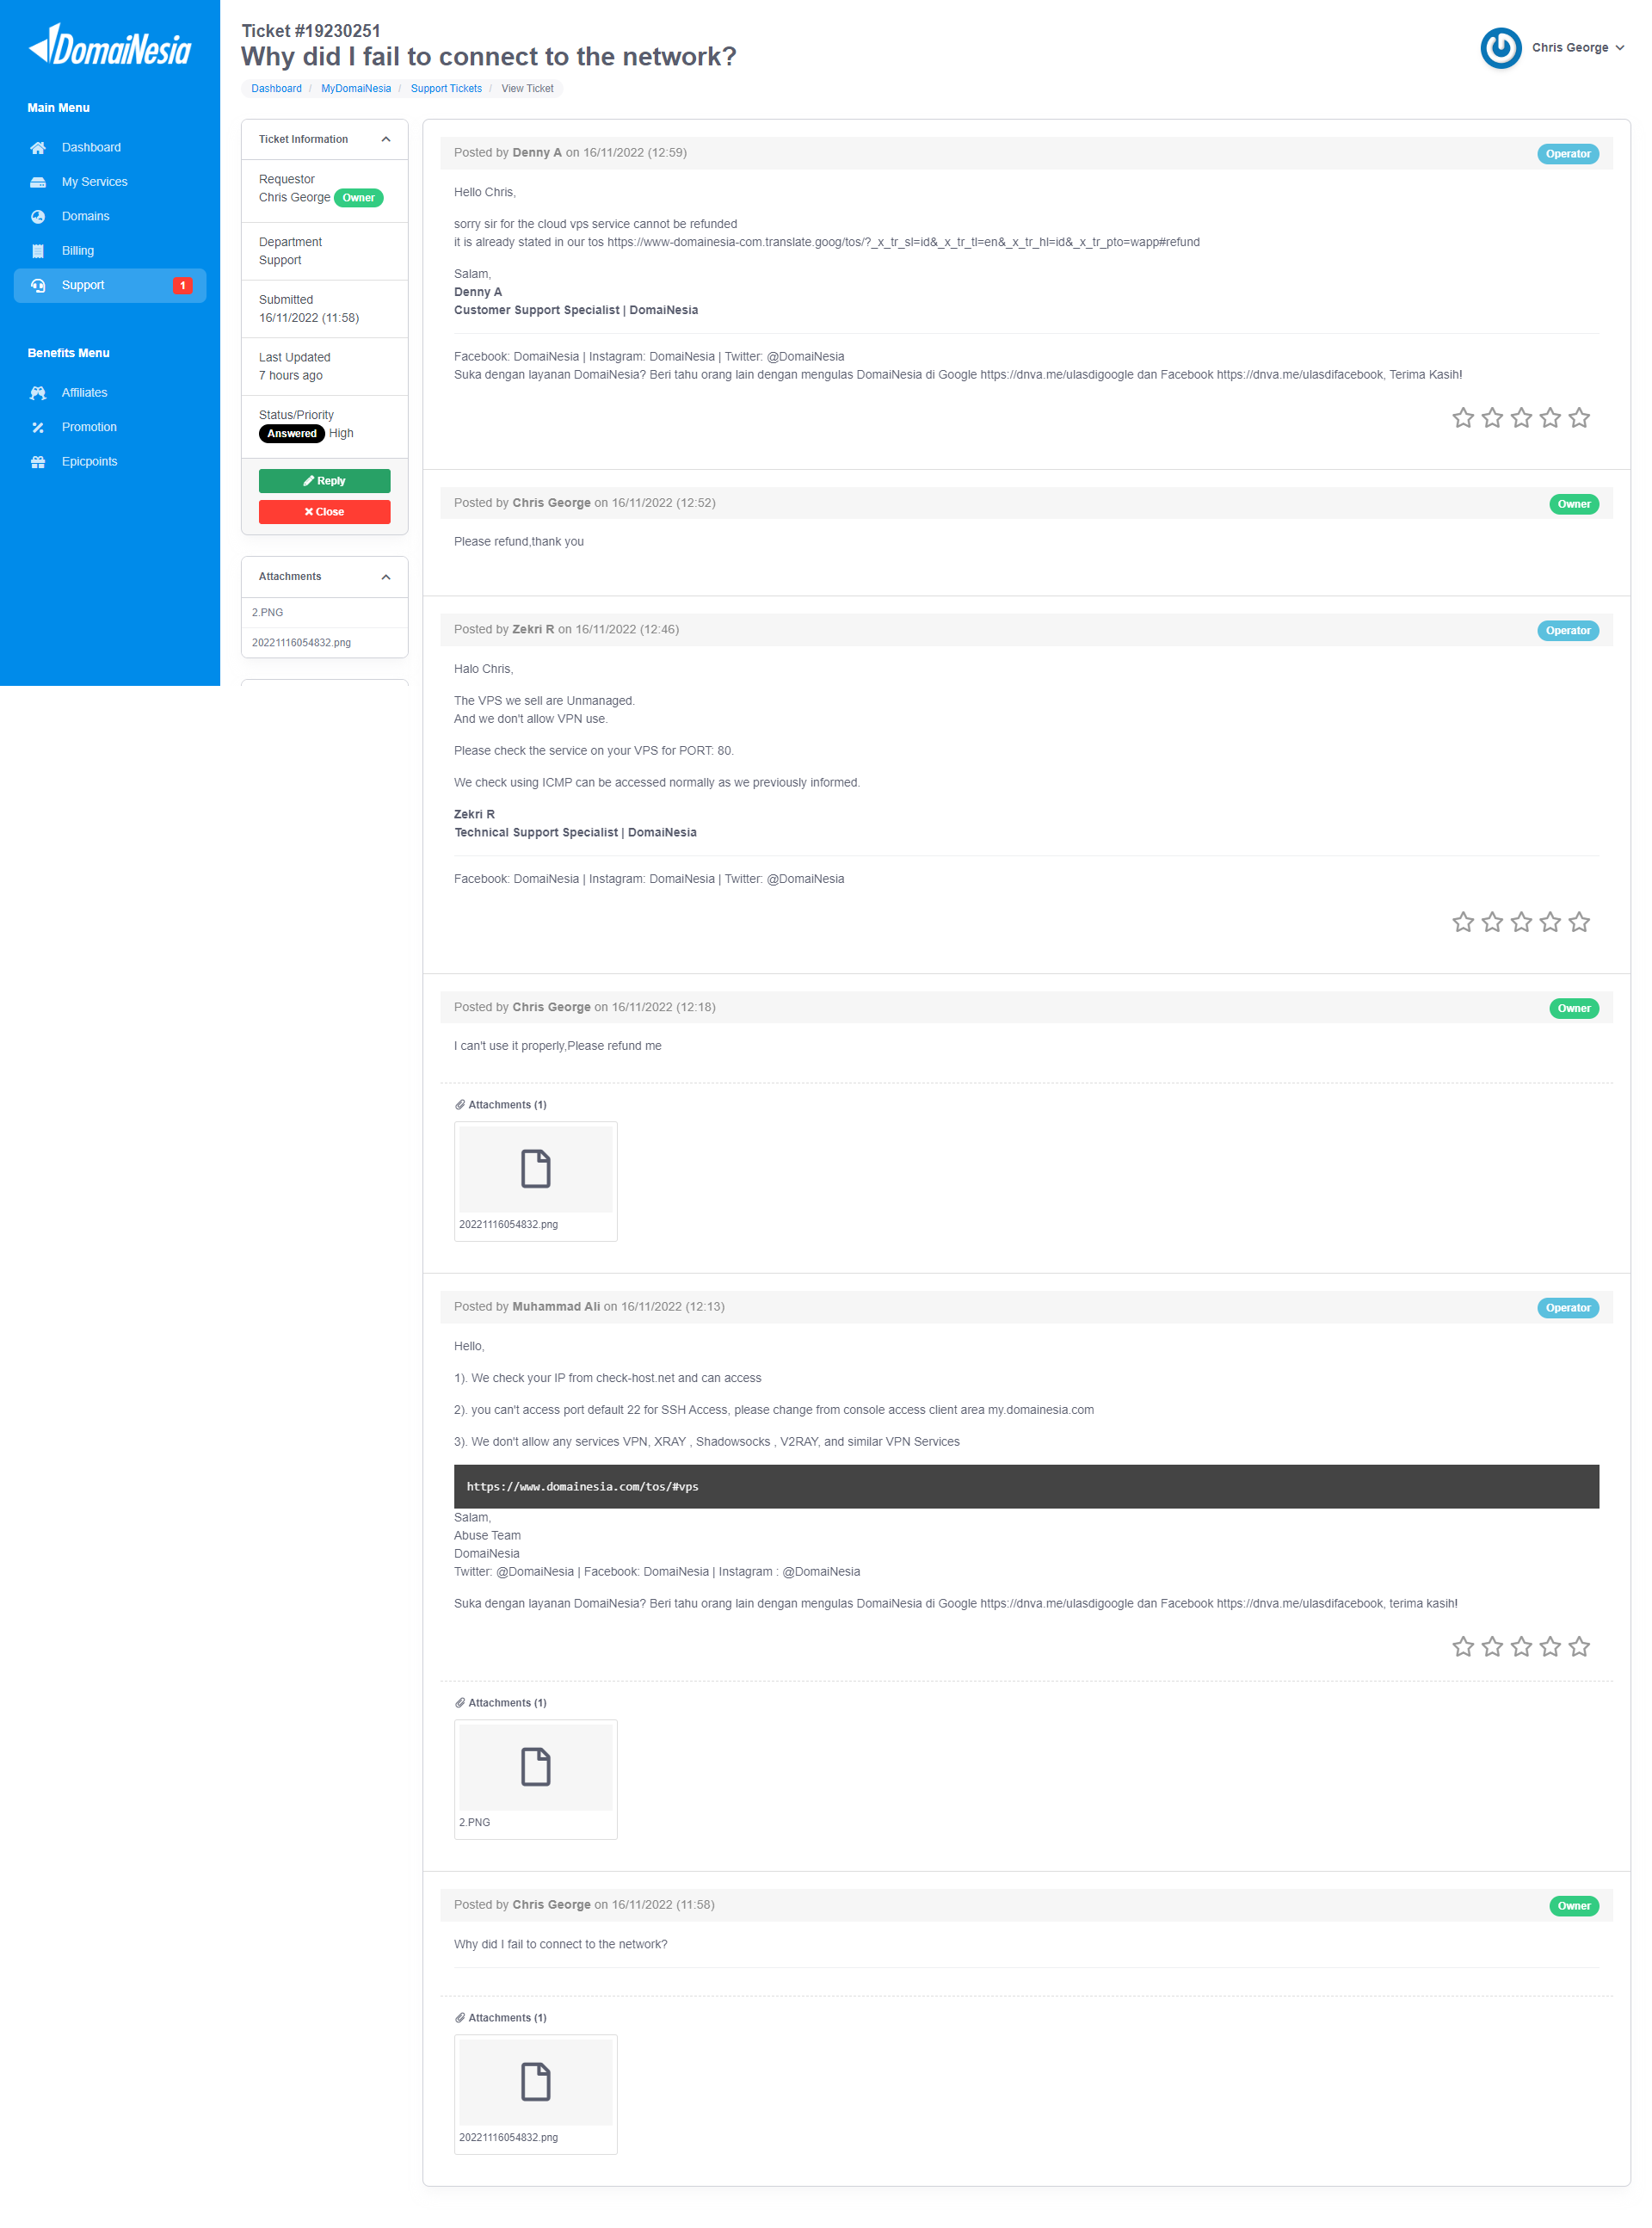 DomaiNesia
Main Menu
Dashboard
My Services
Domains
Billing
Support 1
Benefits Menu
Affiliates
Promotion
Epicpoints
Ticket #19230251
Why did I fail to connect to the network?
Dashboard / MyDomaiNesia / Support Tickets / View Ticket
Chris George
Ticket Information
Requestor
Chris George Owner
Department
Support
Submitted
16/11/2022 (11:58)
Last Updated
7 hours ago
Status/Priority
Answered High
Reply
Close
Attachments
2.PNG
20221116054832.png
Posted by Denny A on 16/11/2022 (12:59) Operator
Hello Chris,
sorry sir for the cloud vps service cannot be refunded
it is already stated in our tos https://www-domainesia-com.translate.goog/tos/?_x_tr_sl=id&_x_tr_tl=en&_x_tr_hl=id&_x_tr_pto=wapp#refund
Salam,
Denny A
Customer Support Specialist | DomaiNesia
Facebook: DomaiNesia | Instagram: DomaiNesia | Twitter: @DomaiNesia
Suka dengan layanan DomaiNesia? Beri tahu orang lain dengan mengulas DomaiNesia di Google https://dnva.me/ulasdigoogle dan Facebook https://dnva.me/ulasdifacebook, Terima Kasih!
Posted by Chris George on 16/11/2022 (12:52) Owner
Please refund,thank you
Posted by Zekri R on 16/11/2022 (12:46) Operator
Halo Chris,
The VPS we sell are Unmanaged.
And we don't allow VPN use.
Please check the service on your VPS for PORT: 80.
We check using ICMP can be accessed normally as we previously informed.
Zekri R
Technical Support Specialist | DomaiNesia
Facebook: DomaiNesia | Instagram: DomaiNesia | Twitter: @DomaiNesia
Posted by Chris George on 16/11/2022 (12:18) Owner
I can't use it properly,Please refund me
Attachments (1)
20221116054832.png
Posted by Muhammad Ali on 16/11/2022 (12:13) Operator
Hello,
1). We check your IP from check-host.net and can access
2). you can't access port default 22 for SSH Access, please change from console access client area my.domainesia.com
3). We don't allow any services VPN, XRAY , Shadowsocks , V2RAY, and similar VPN Services
https://www.domainesia.com/tos/#vps
Salam,
Abuse Team
DomaiNesia
Twitter: @DomaiNesia | Facebook: DomaiNesia | Instagram : @DomaiNesia
Suka dengan layanan DomaiNesia? Beri tahu orang lain dengan mengulas DomaiNesia di Google https://dnva.me/ulasdigoogle dan Facebook https://dnva.me/ulasdifacebook, terima kasih!
Attachments (1)
2.PNG
Posted by Chris George on 16/11/2022 (11:58) Owner
Why did I fail to connect to the network?
Attachments (1)
20221116054832.png